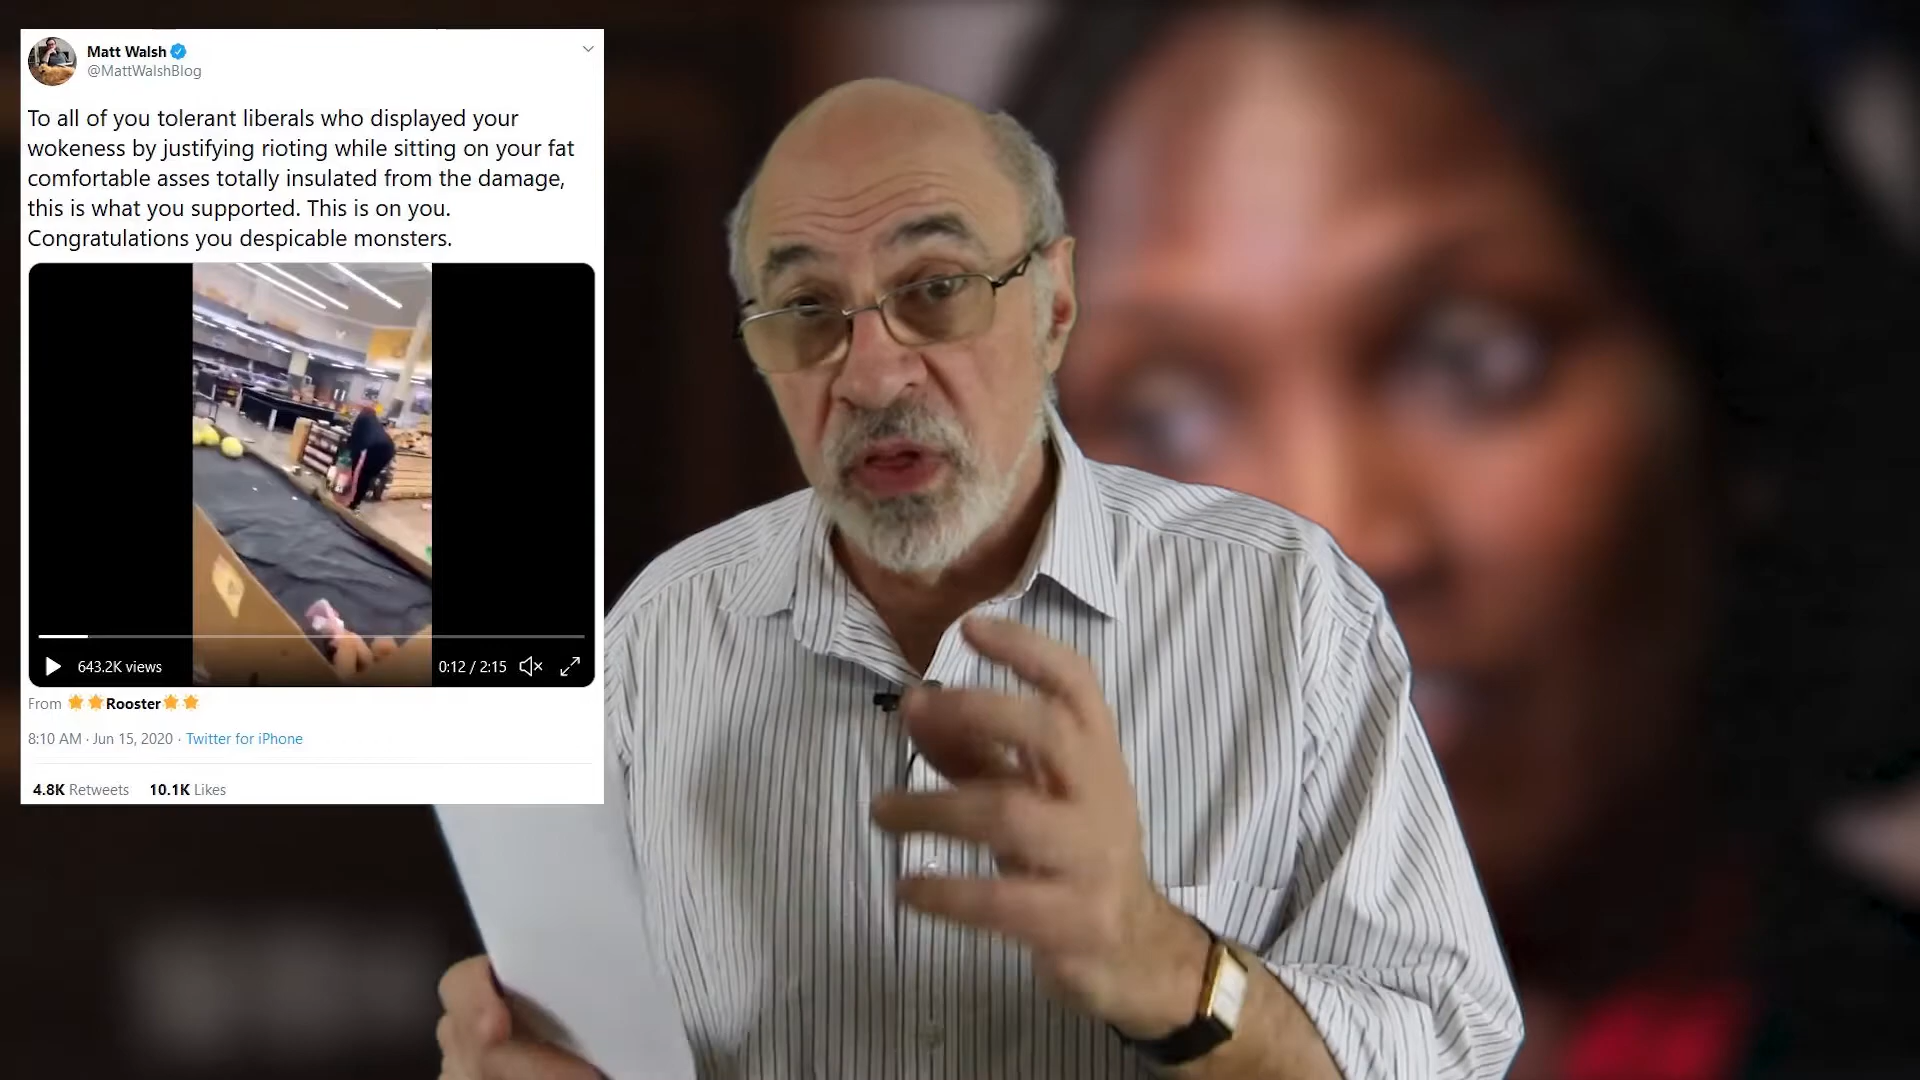 Matt Walsh
@MattWalshBlog
To all of you tolerant liberals who displayed your
wokeness by justifying rioting while sitting on your fat
comfortable asses totally insulated from the damage,
this is what you supported. This is on you.
Congratulations you despicable monsters.
643.2K views
0:12 / 2:15
From Rooster
8:10 AM · Jun 15, 2020 · Twitter for iPhone
4.8K Retweets 10.1K Likes